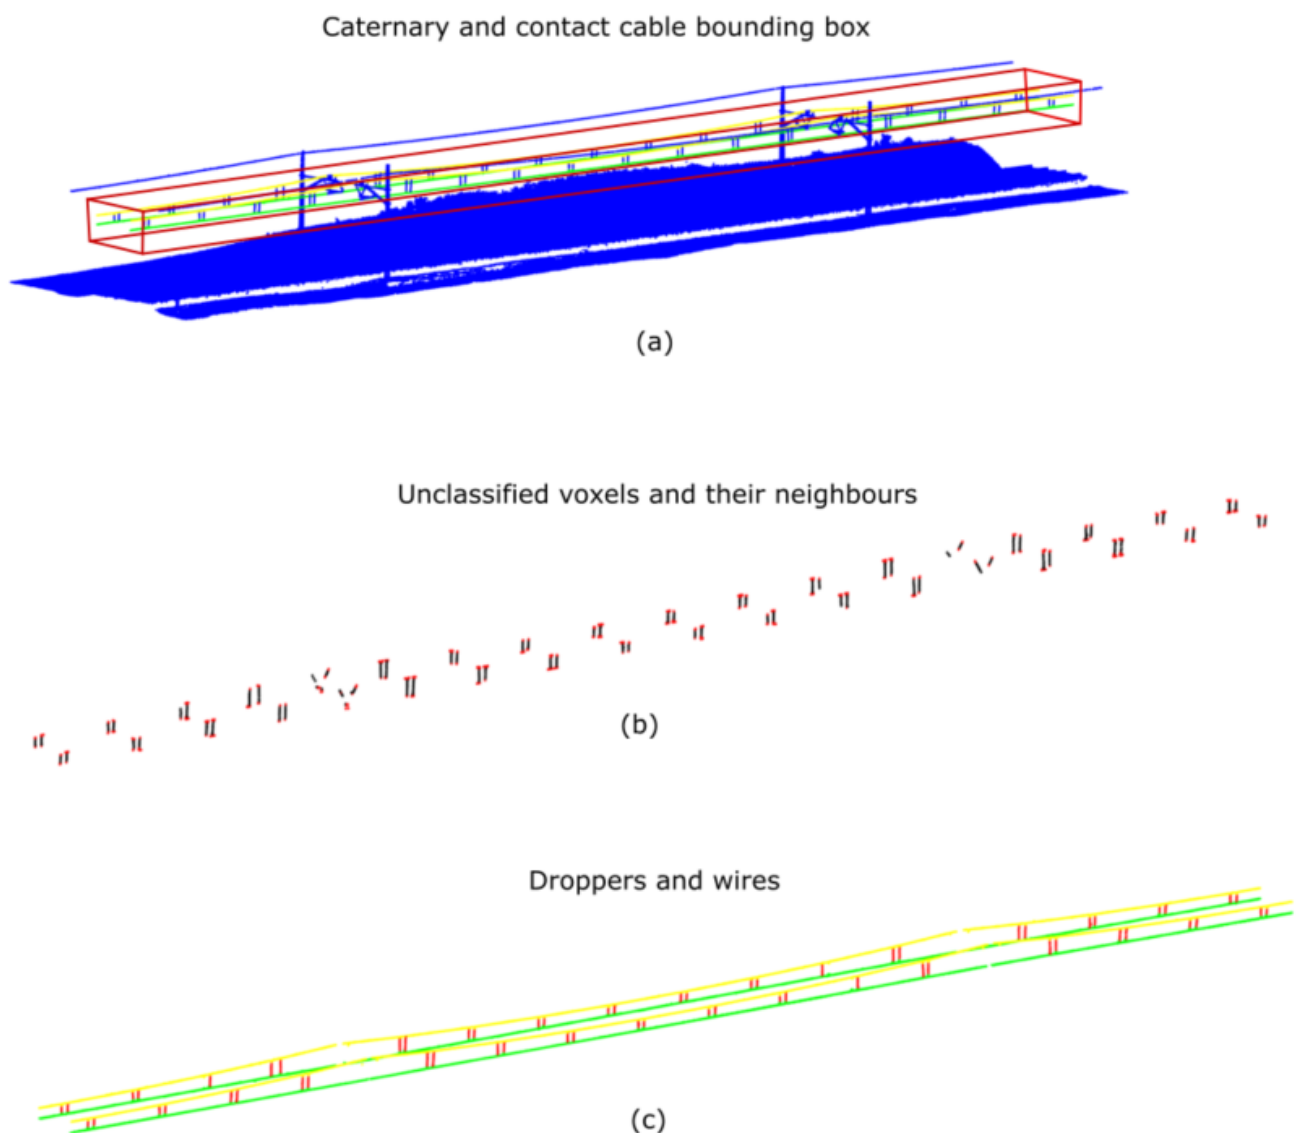 Caternary and contact cable bounding box
(a)
Unclassified voxels and their neighbours
(b)
Droppers and wires
(c)